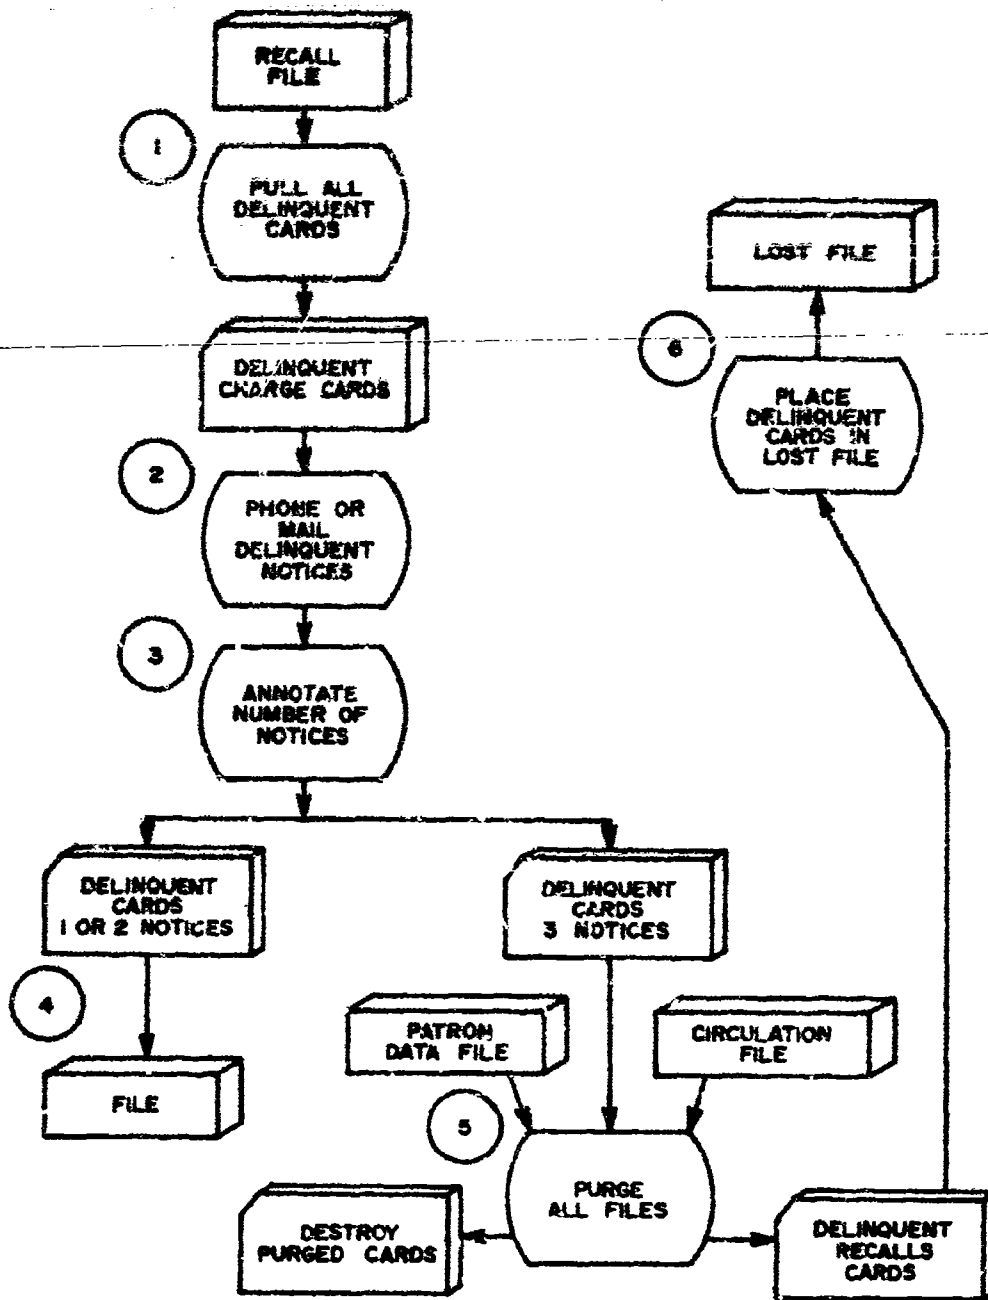 RECALL
FILE
1
PULL ALL
DELINQUENT
CARDS
DELINQUENT
CHARGE CARDS
2
PHONE OR
MAIL
DELINQUENT
NOTICES
3
ANNOTATE
NUMBER OF
NOTICES
DELINQUENT
CARDS
1 OR 2 NOTICES
4
FILE
DELINQUENT
CARDS
3 NOTICES
PATRON
DATA FILE
CIRCULATION
FILE
5
PURGE
ALL FILES
DESTROY
PURGED CARDS
DELINQUENT
RECALLS
CARDS
6
PLACE
DELINQUENT
CARDS IN
LOST FILE
LOST FILE